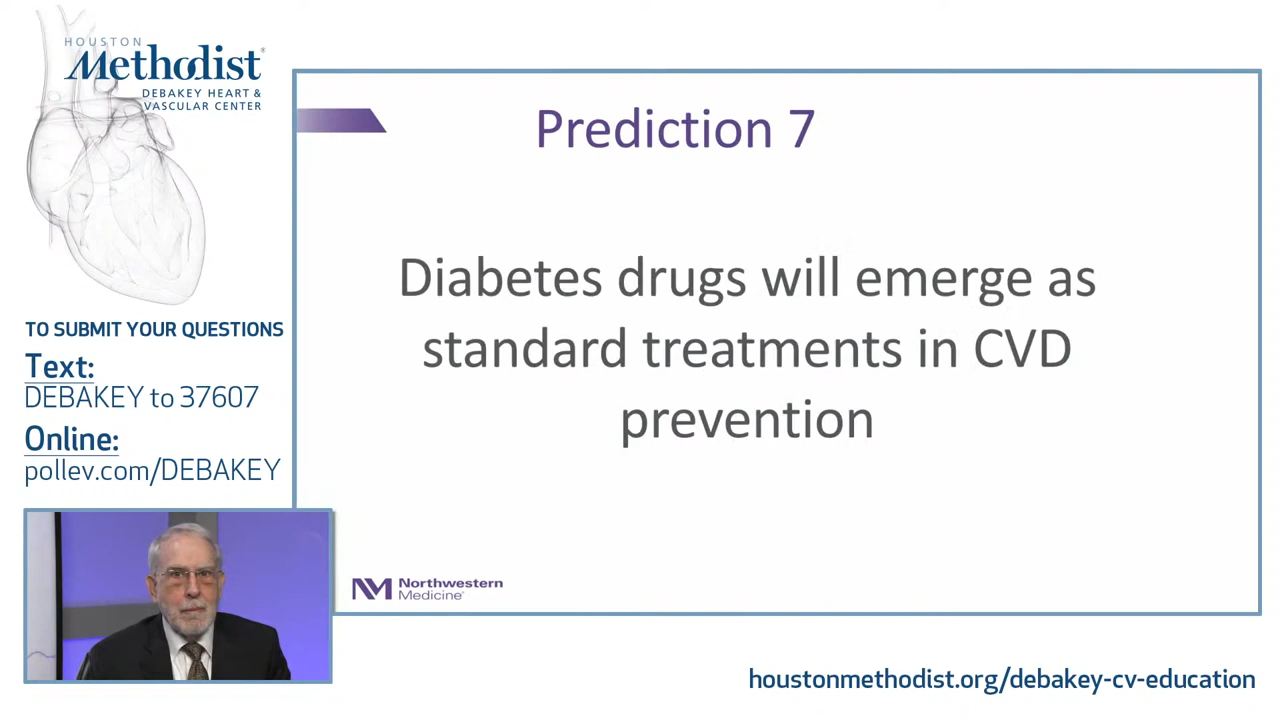 HOUSTON
Methodist®
DEBAKEY HEART &
VASCULAR CENTER
TO SUBMIT YOUR QUESTIONS
Text:
DEBAKEY to 37607
Online:
pollev.com/DEBAKEY
Prediction 7
Diabetes drugs will emerge as
standard treatments in CVD
prevention
NM Northwestern
Medicine®
houstonmethodist.org/debakey-cv-education